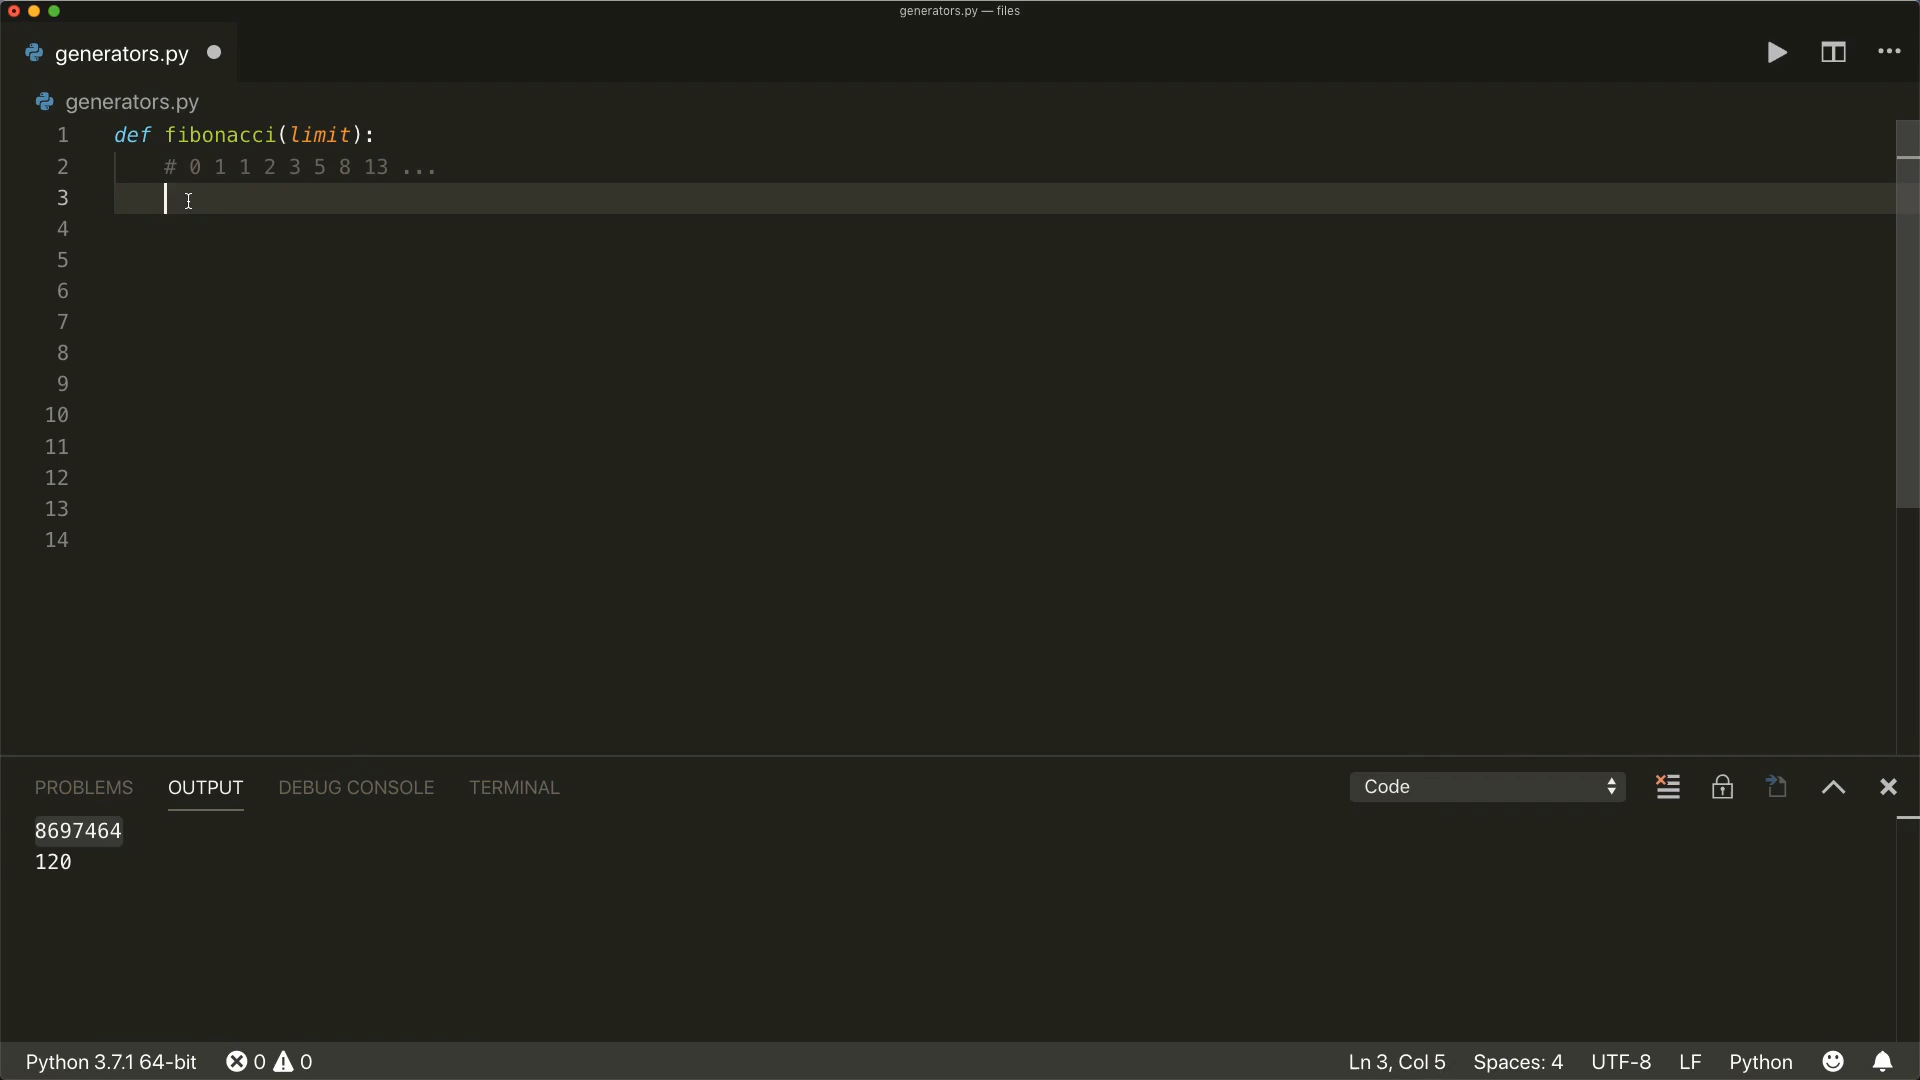 generators.py — files
generators.py
generators.py
1 def fibonacci(limit):
2 # 0 1 1 2 3 5 8 13 ...
3
4
5
6
7
8
9
10
11
12
13
14
PROBLEMS OUTPUT DEBUG CONSOLE TERMINAL Code
8697464
120
Python 3.7.1 64-bit 0 0 Ln 3, Col 5 Spaces: 4 UTF-8 LF Python